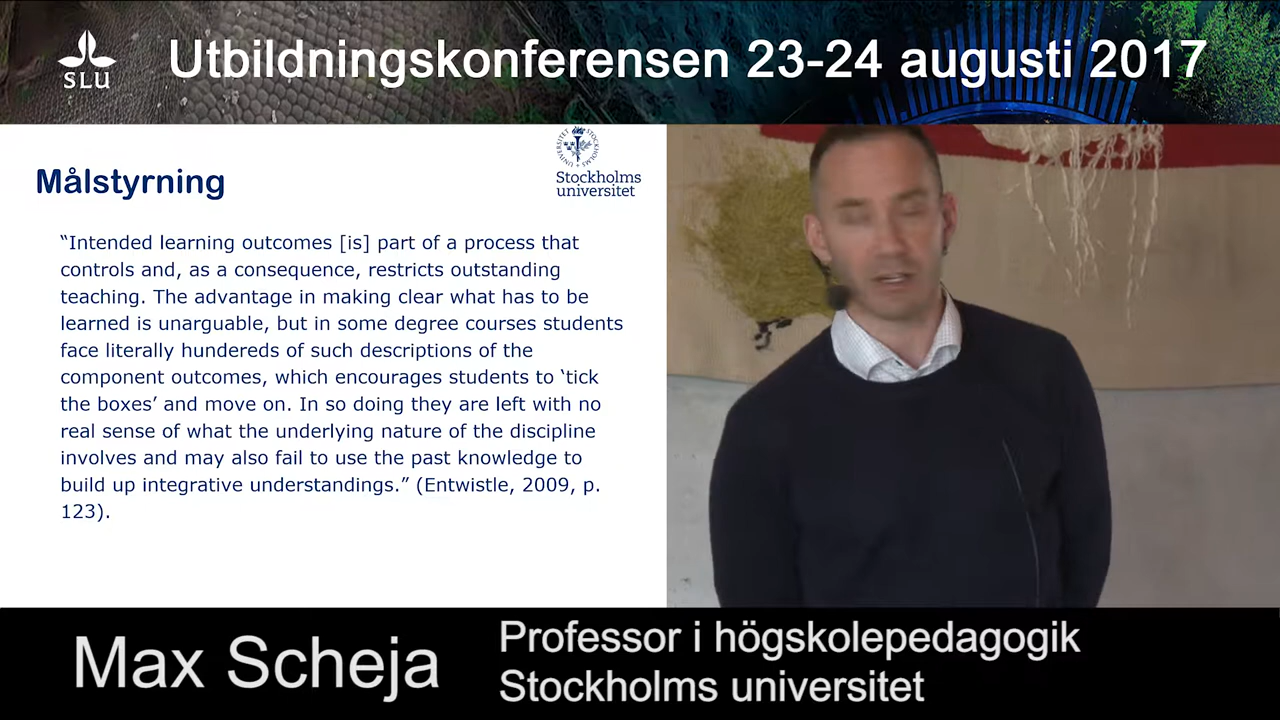 SLU
Utbildningskonferensen 23-24 augusti 2017
Målstyrning
Stockholms
universitet
“Intended learning outcomes [is] part of a process that
controls and, as a consequence, restricts outstanding
teaching. The advantage in making clear what has to be
learned is unarguable, but in some degree courses students
face literally hundereds of such descriptions of the
component outcomes, which encourages students to ‘tick
the boxes’ and move on. In so doing they are left with no
real sense of what the underlying nature of the discipline
involves and may also fail to use the past knowledge to
build up integrative understandings.” (Entwistle, 2009, p.
123).
Max Scheja
Professor i högskolepedagogik
Stockholms universitet